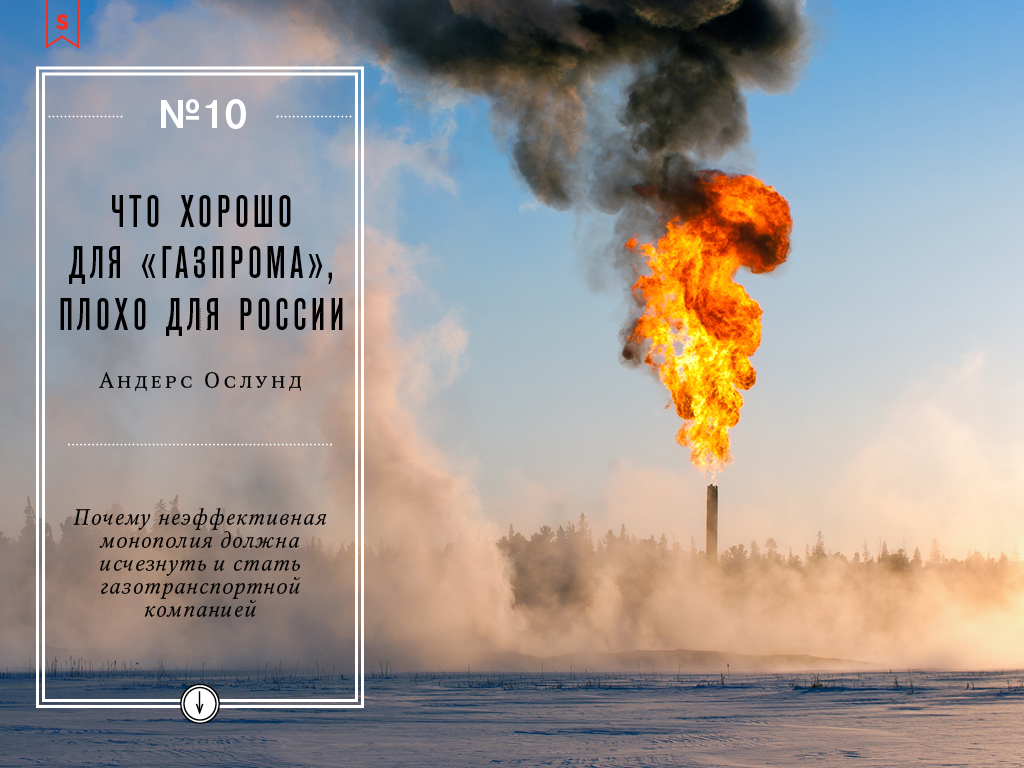 S
№10
ЧТО ХОРОШО
ДЛЯ «ГАЗПРОМА»,
ПЛОХО ДЛЯ РОССИИ
Андерс Ослунд
Почему неэффективная
монополия должна
исчезнуть и стать
газотранспортной
компанией